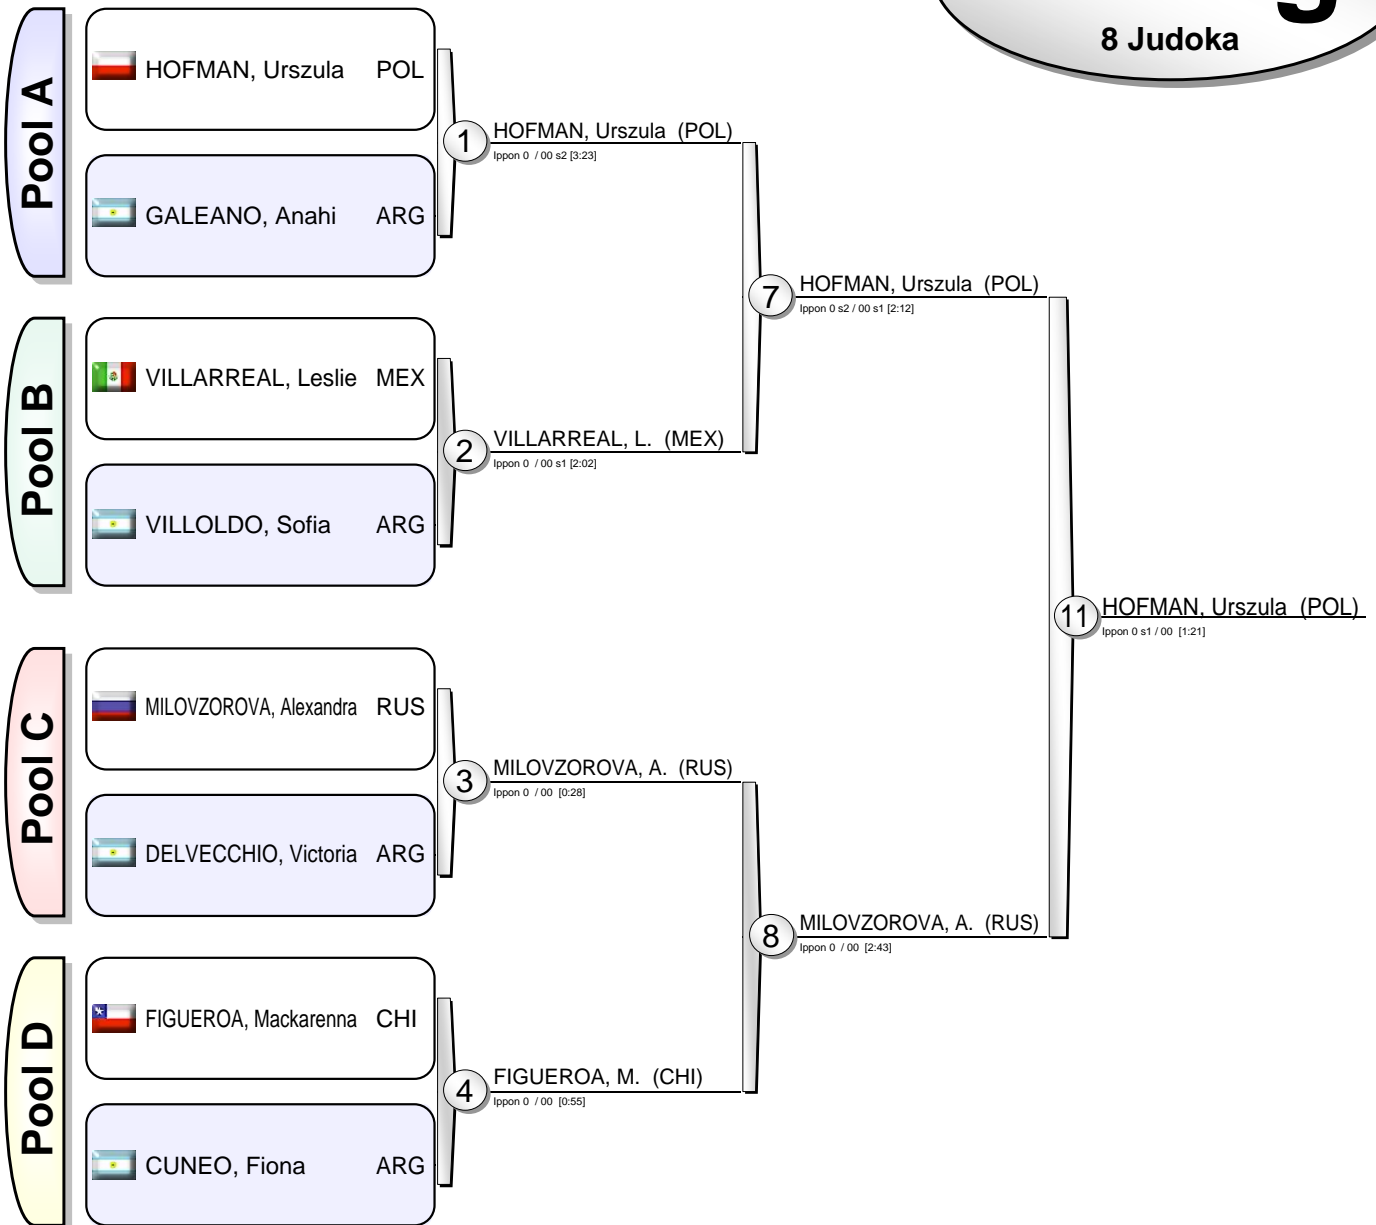 8 Judoka
Pool A
HOFMAN, Urszula POL
GALEANO, Anahi ARG
1
HOFMAN, Urszula (POL)
Ippon 0 / 00 s2 [3:23]
7
HOFMAN, Urszula (POL)
Ippon 0 s2 / 00 s1 [2:12]
Pool B
VILLARREAL, Leslie MEX
VILLOLDO, Sofia ARG
2
VILLARREAL, L. (MEX)
Ippon 0 / 00 s1 [2:02]
11
HOFMAN, Urszula (POL)
Ippon 0 s1 / 00 [1:21]
Pool C
MILOVZOROVA, Alexandra RUS
DELVECCHIO, Victoria ARG
3
MILOVZOROVA, A. (RUS)
Ippon 0 / 00 [0:28]
8
MILOVZOROVA, A. (RUS)
Ippon 0 / 00 [2:43]
Pool D
FIGUEROA, Mackarenna CHI
CUNEO, Fiona ARG
4
FIGUEROA, M. (CHI)
Ippon 0 / 00 [0:55]